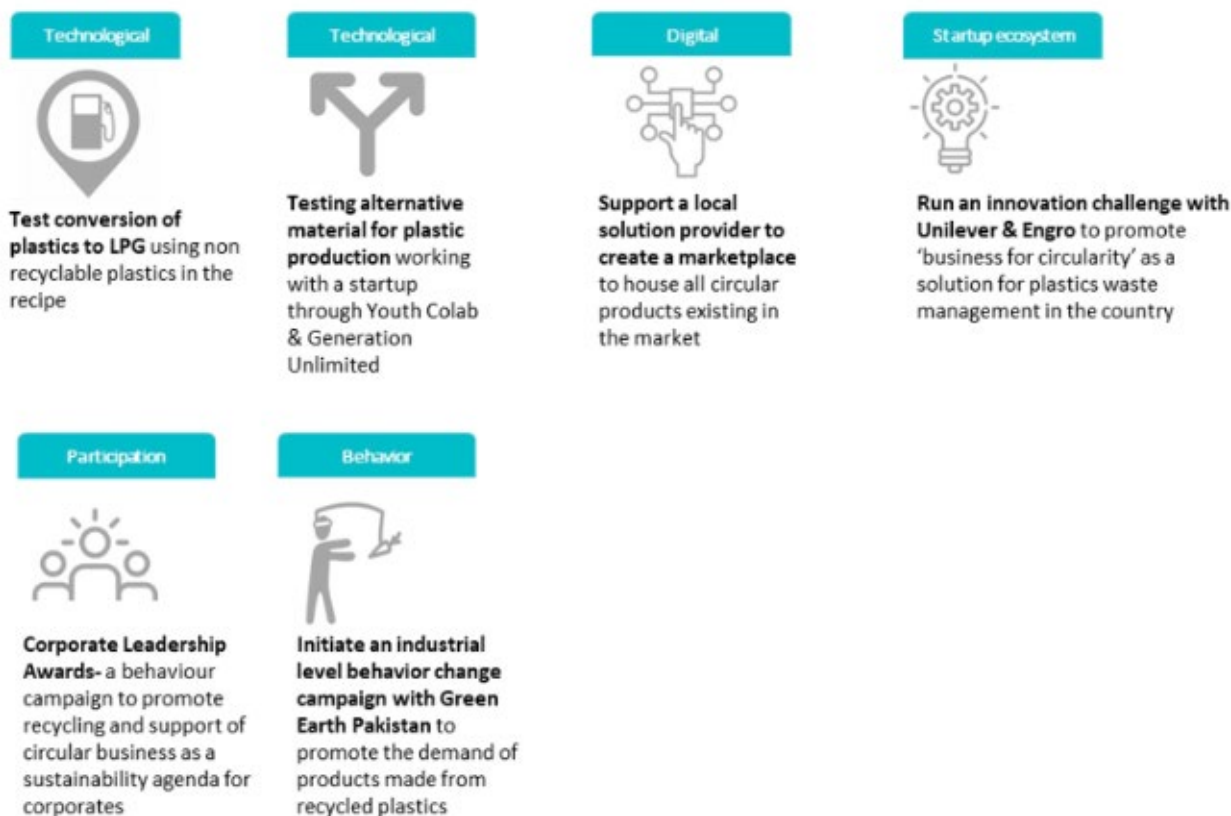 Technological
Test conversion of
plastics to LPG using non
recyclable plastics in the
recipe
Technological
Testing alternative
material for plastic
production working
with a startup
through Youth Colab
& Generation
Unlimited
Digital
Support a local
solution provider to
create a marketplace
to house all circular
products existing in
the market
Startup ecosystem
Run an innovation challenge with
Unilever & Engro to promote
‘business for circularity’ as a
solution for plastics waste
management in the country
Participation
Corporate Leadership
Awards- a behaviour
campaign to promote
recycling and support of
circular business as a
sustainability agenda for
corporates
Behavior
Initiate an industrial
level behavior change
campaign with Green
Earth Pakistan to
promote the demand of
products made from
recycled plastics